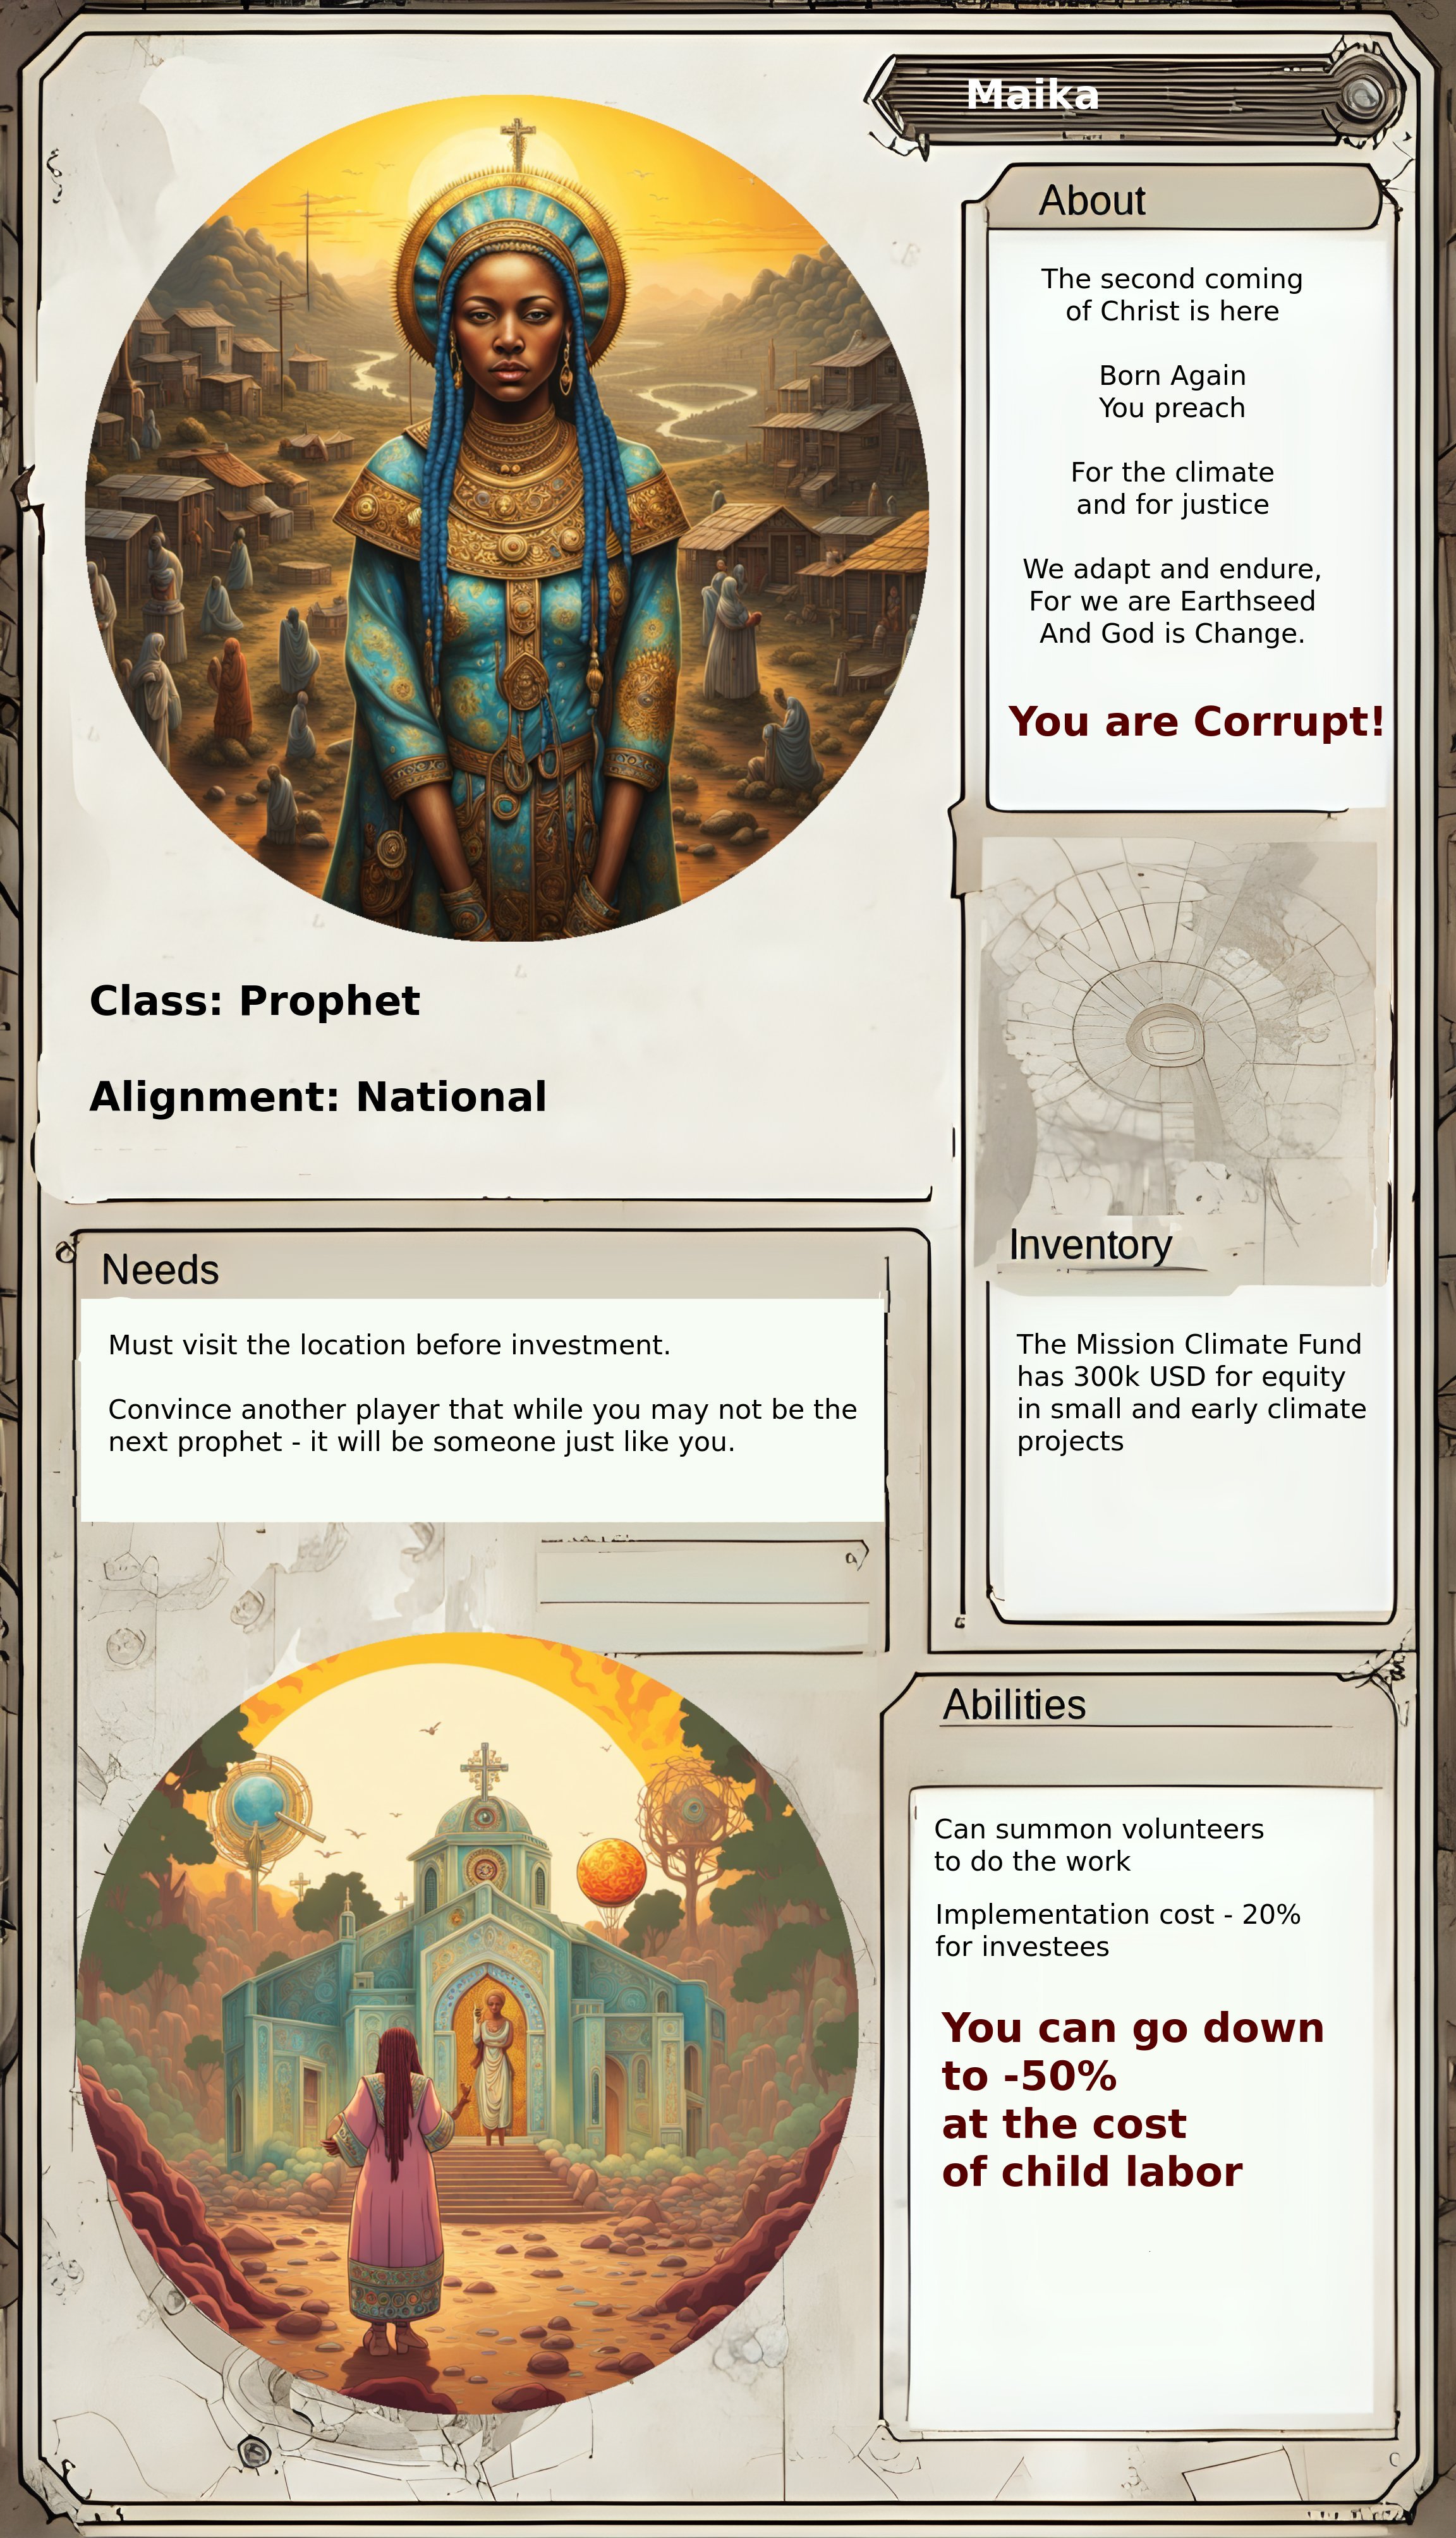 Maika
About
The second coming
of Christ is here
Born Again
You preach
For the climate
and for justice
We adapt and endure,
For we are Earthseed
And God is Change.
You are Corrupt!
Class: Prophet
Alignment: National
Needs
Must visit the location before investment.
Convince another player that while you may not be the
next prophet - it will be someone just like you.
Inventory
The Mission Climate Fund
has 300k USD for equity
in small and early climate
projects
Abilities
Can summon volunteers
to do the work
Implementation cost - 20%
for investees
You can go down
to -50%
at the cost
of child labor